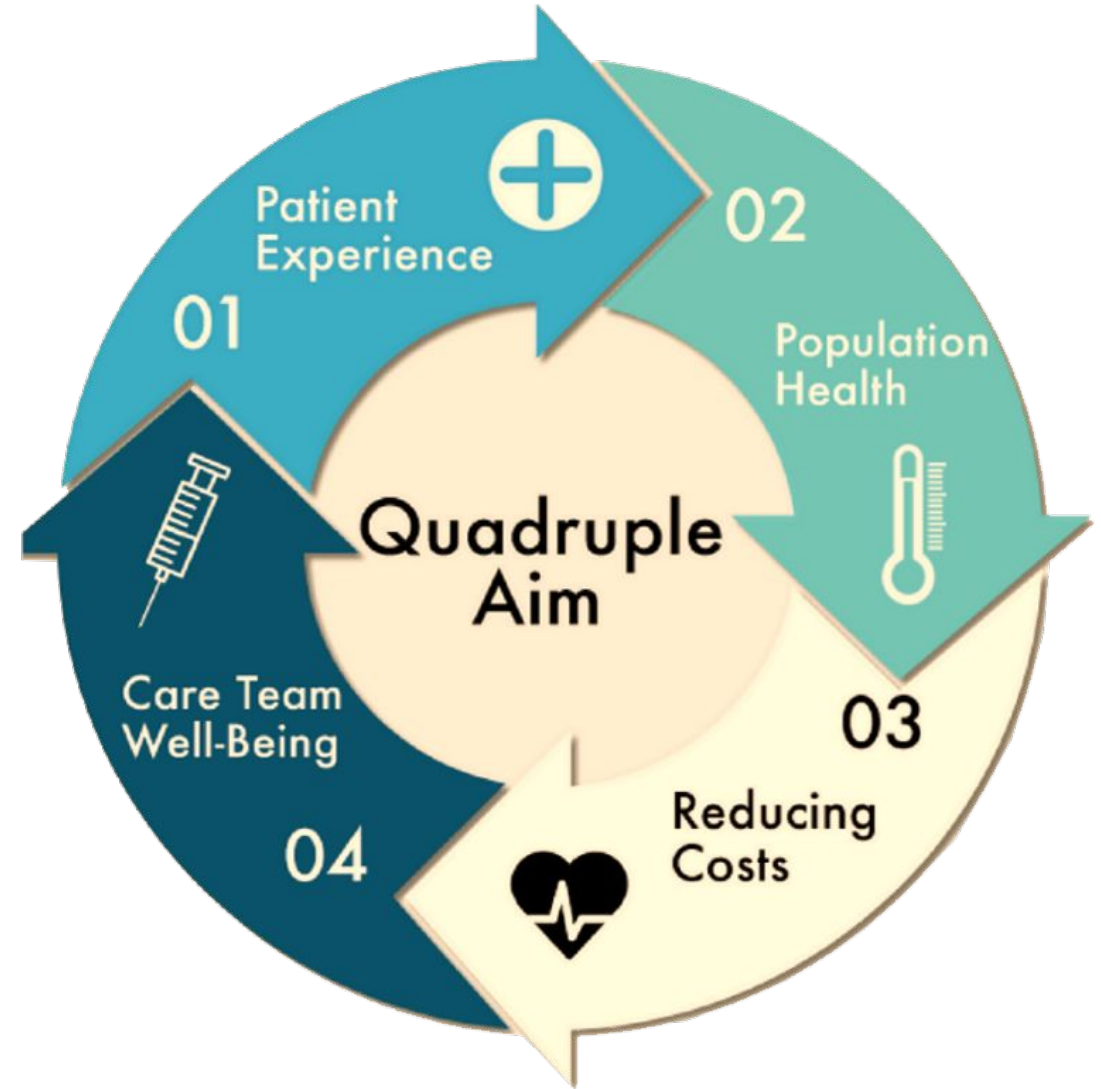 01
Patient
Experience
02
Population
Health
03
Reducing
Costs
04
Care Team
Well-Being
Quadruple
Aim